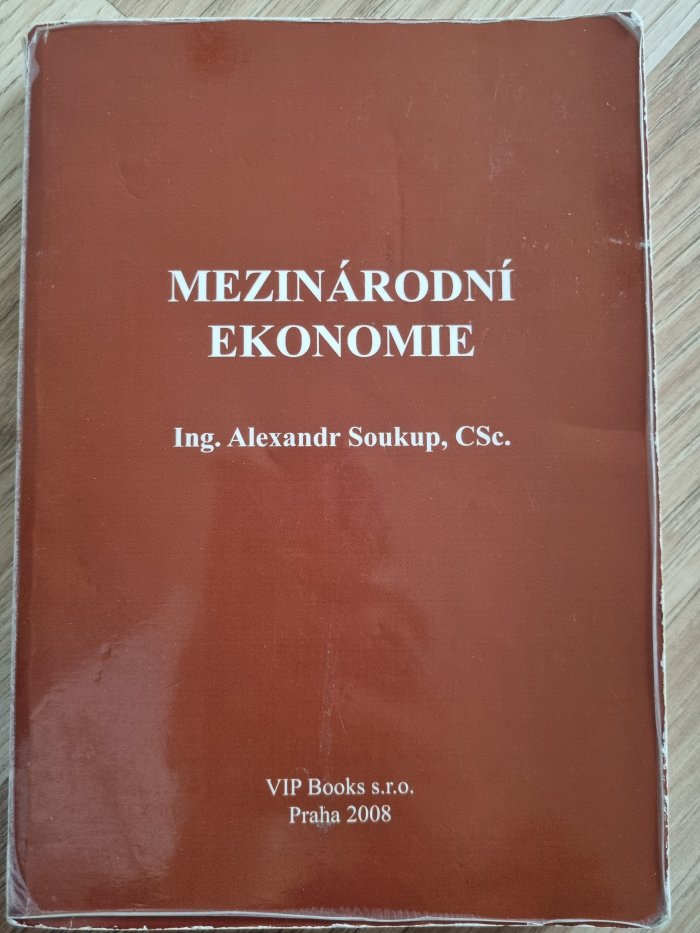 MEZINÁRODNÍ
EKONOMIE
Ing. Alexandr Soukup, CSc.
VIP Books s.r.o.
Praha 2008